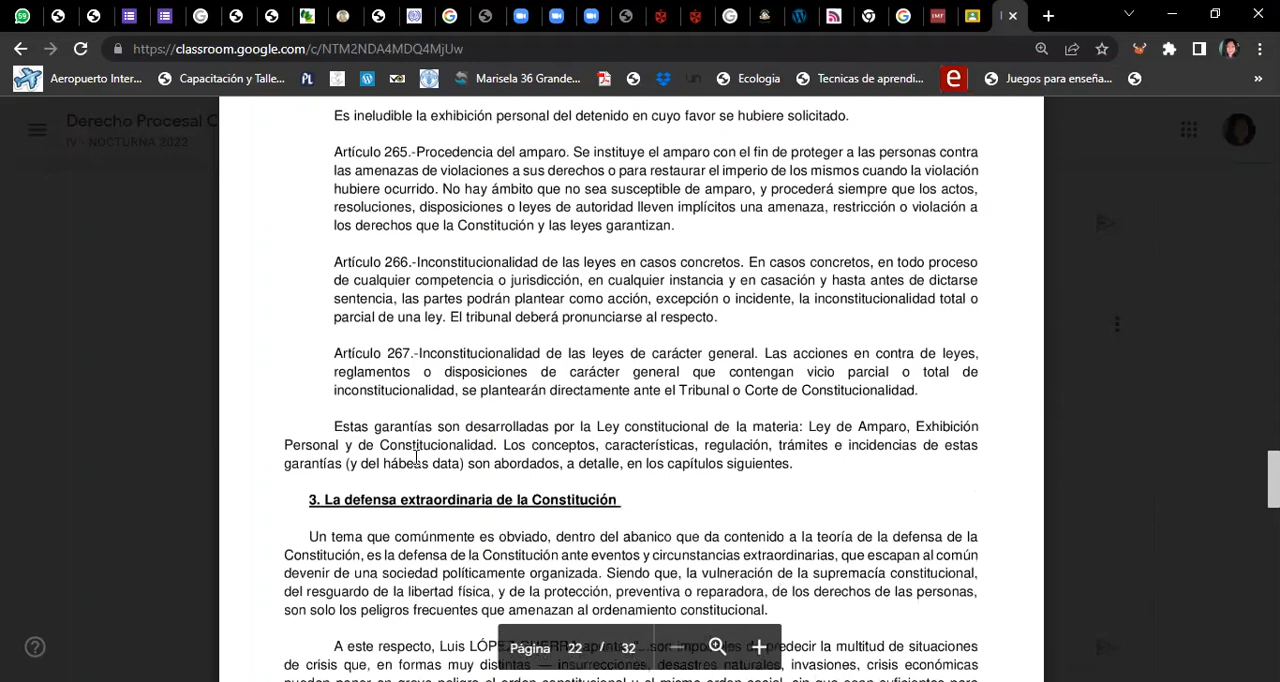 59
https://classroom.google.com/c/NTM2NDA4MDQ4MjUw
Aeropuerto Inter...
Capacitación y Talle...
PL
Marisela 36 Grande...
un
Ecologia
Tecnicas de aprendi...
e
Juegos para enseña...
»
Derecho Procesal C
IV - NOCTURNA 2022
Es ineludible la exhibición personal del detenido en cuyo favor se hubiere solicitado.
Artículo 265.-Procedencia del amparo. Se instituye el amparo con el fin de proteger a las personas contra
las amenazas de violaciones a sus derechos o para restaurar el imperio de los mismos cuando la violación
hubiere ocurrido. No hay ámbito que no sea susceptible de amparo, y procederá siempre que los actos,
resoluciones, disposiciones o leyes de autoridad lleven implícitos una amenaza, restricción o violación a
los derechos que la Constitución y las leyes garantizan.
Artículo 266.-Inconstitucionalidad de las leyes en casos concretos. En casos concretos, en todo proceso
de cualquier competencia o jurisdicción, en cualquier instancia y en casación y hasta antes de dictarse
sentencia, las partes podrán plantear como acción, excepción o incidente, la inconstitucionalidad total o
parcial de una ley. El tribunal deberá pronunciarse al respecto.
Artículo 267.-Inconstitucionalidad de las leyes de carácter general. Las acciones en contra de leyes,
reglamentos o disposiciones de carácter general que contengan vicio parcial o total de
inconstitucionalidad, se plantearán directamente ante el Tribunal o Corte de Constitucionalidad.
Estas garantías son desarrolladas por la Ley constitucional de la materia: Ley de Amparo, Exhibición
Personal y de Constitucionalidad. Los conceptos, características, regulación, trámites e incidencias de estas
garantías (y del hábeas data) son abordados, a detalle, en los capítulos siguientes.
3. La defensa extraordinaria de la Constitución
Un tema que comúnmente es obviado, dentro del abanico que da contenido a la teoría de la defensa de la
Constitución, es la defensa de la Constitución ante eventos y circunstancias extraordinarias, que escapan al común
devenir de una sociedad políticamente organizada. Siendo que, la vulneración de la supremacía constitucional,
del resguardo de la libertad física, y de la protección, preventiva o reparadora, de los derechos de las personas,
son solo los peligros frecuentes que amenazan al ordenamiento constitucional.
A este respecto, Luis LÓPEZ GUERRA apunta: ...son imposibles de predecir la multitud de situaciones
de crisis que, en formas muy distintas — insurrecciones, desastres naturales, invasiones, crisis económicas
Página 22 / 32